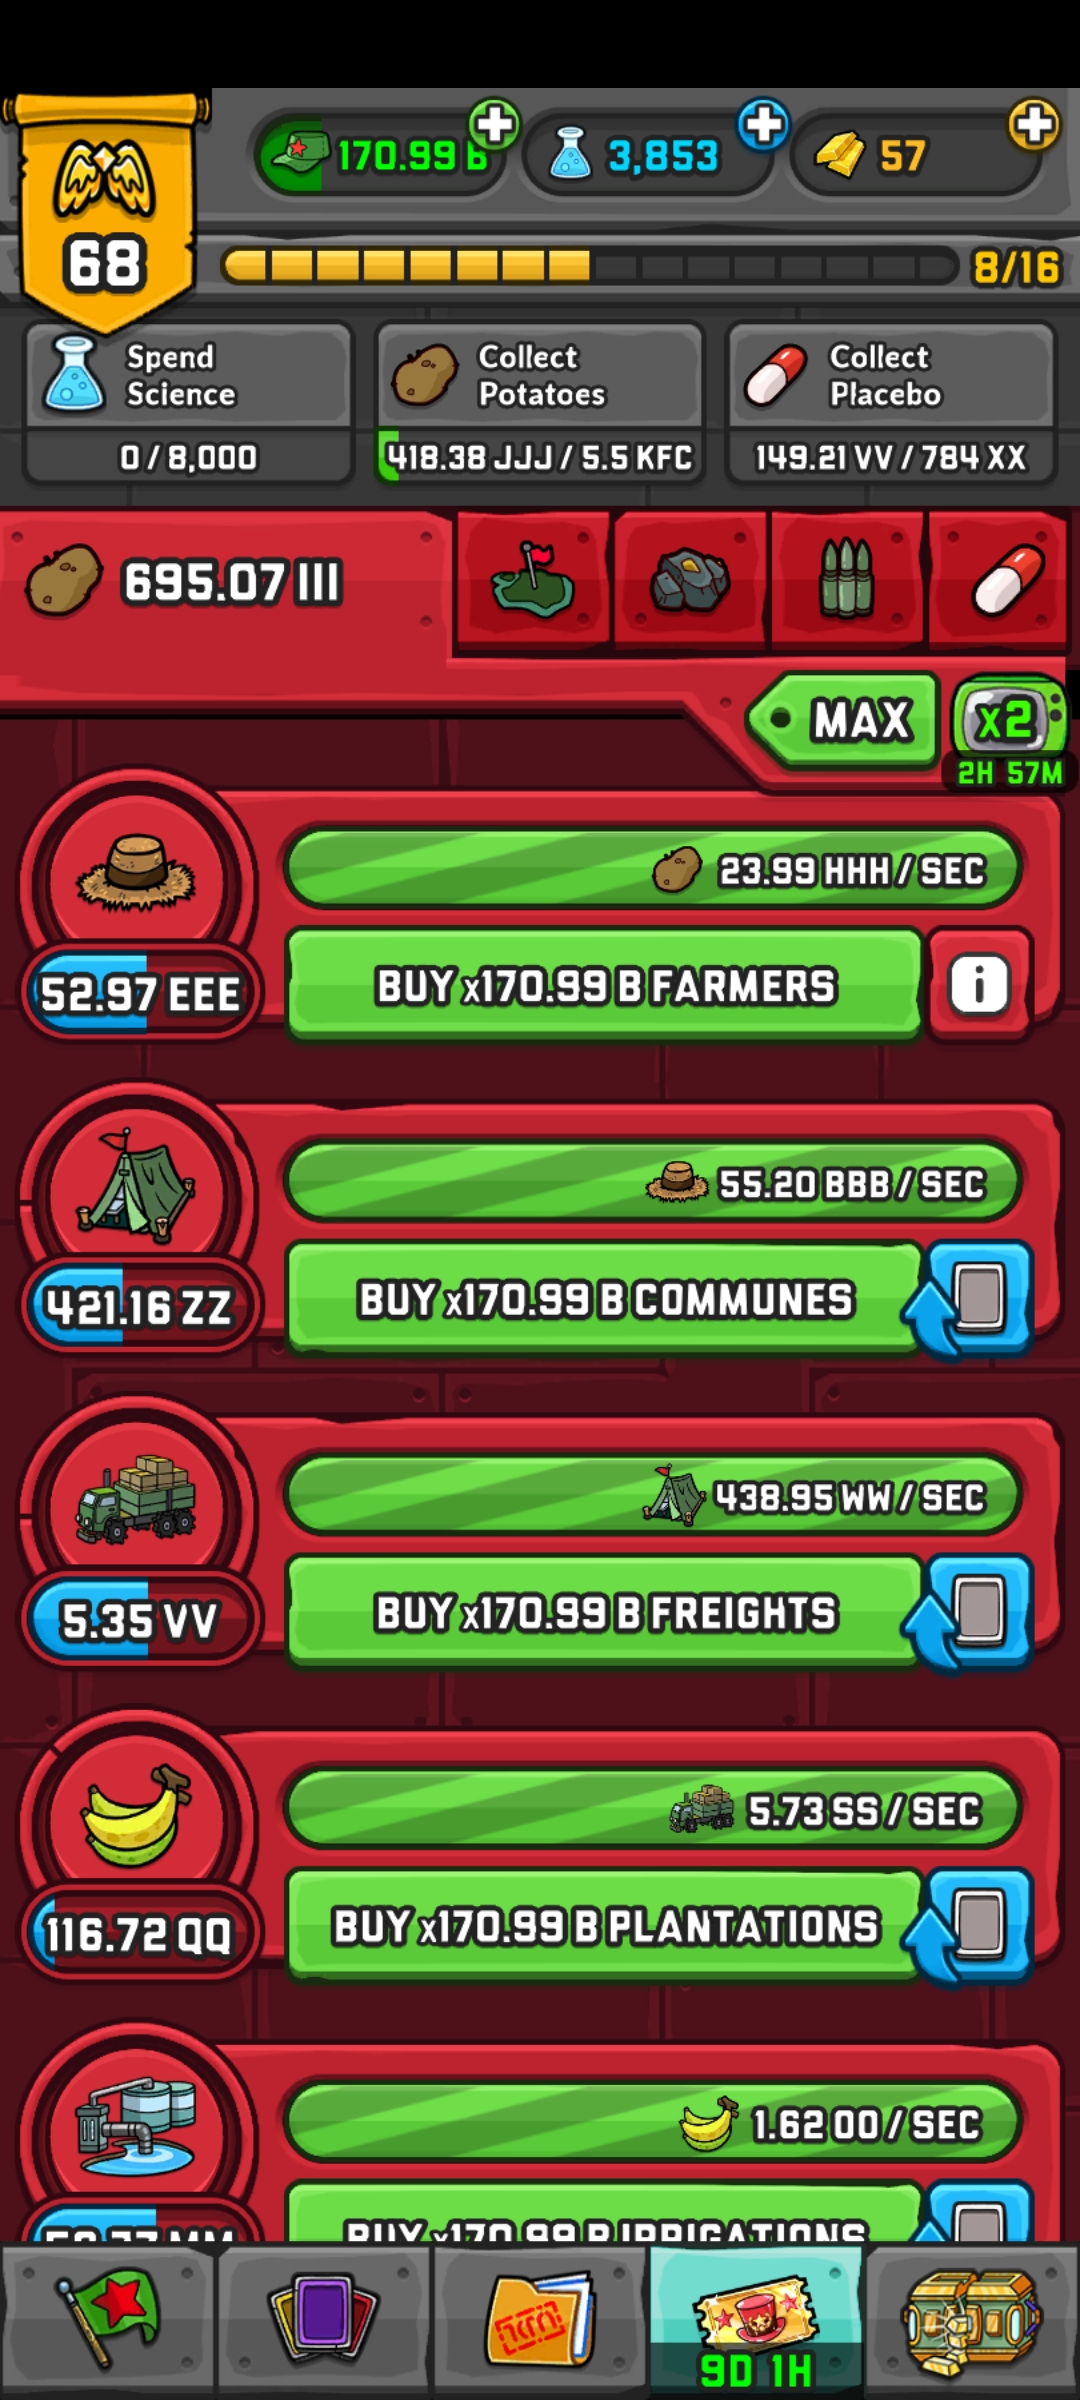 170.99 B
3,853
57
68
8/16
Spend
Science
Collect
Potatoes
Collect
Placebo
0 / 8,000
418.38 JJJ / 5.5 KFC
149.21 VV / 784 XX
695.07 III
MAX
x2
2H 57M
23.99 HHH / SEC
52.97 EEE
BUY x170.99 B FARMERS
i
55.20 BBB / SEC
421.16 ZZ
BUY x170.99 B COMMUNES
438.95 WW / SEC
5.35 VV
BUY x170.99 B FREIGHTS
5.73 SS / SEC
116.72 QQ
BUY x170.99 B PLANTATIONS
1.62 OO / SEC
BUY x170.99 B IRRIGATIONS
9D 1H